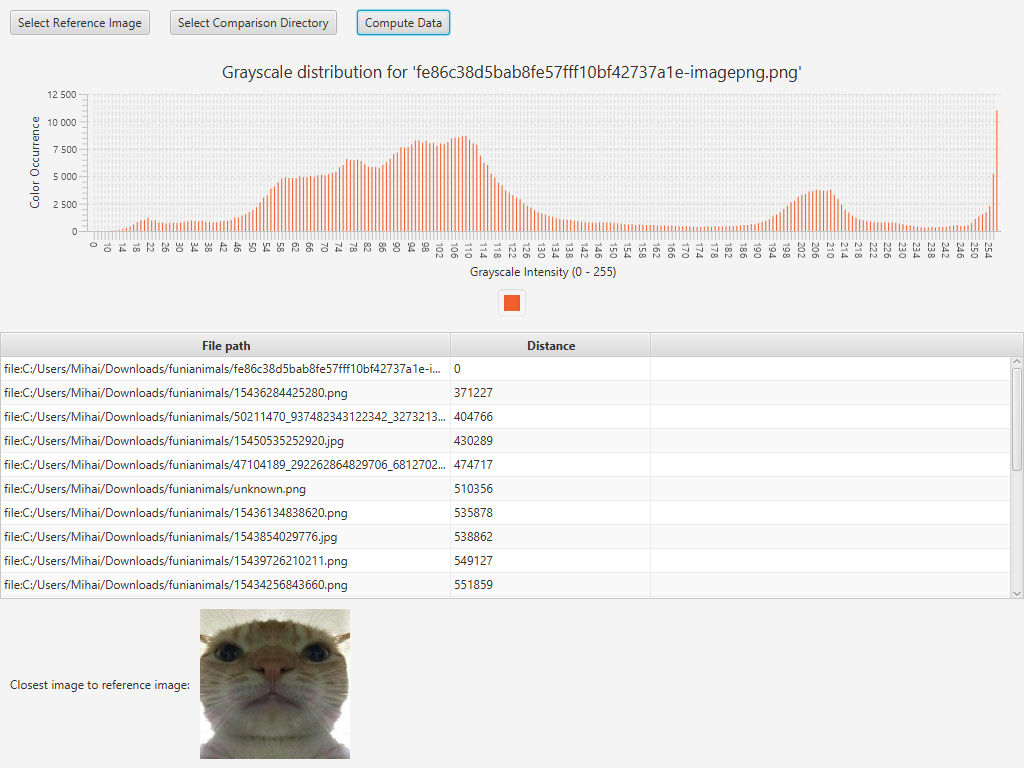 Select Reference Image Select Comparison Directory Compute Data
Grayscale distribution for 'fe86c38d5bab8fe57fff10bf42737a1e-imagepng.png'
Color Occurrence
12 500
10 000
7 500
5 000
2 500
0
0 10 14 22 26 30 34 38 42 46 50 54 58 62 66 70 74 78 82 86 90 94 98 102 106 110 114 118 122 126 130 134 138 142 146 150 154 158 162 166 170 174 178 182 186 190 194 198 202 206 210 214 218 222 226 230 234 238 242 246 250 254
Grayscale Intensity (0 - 255)
File path Distance
file:C:/Users/Mihai/Downloads/funianimals/fe86c38d5bab8fe57fff10bf42737a1e-i... 0
file:C:/Users/Mihai/Downloads/funianimals/15436284425280.png 371227
file:C:/Users/Mihai/Downloads/funianimals/50211470_937482343122342_3273213... 404766
file:C:/Users/Mihai/Downloads/funianimals/15450535252920.jpg 430289
file:C:/Users/Mihai/Downloads/funianimals/47104189_292262864829706_6812702... 474717
file:C:/Users/Mihai/Downloads/funianimals/unknown.png 510356
file:C:/Users/Mihai/Downloads/funianimals/15436134838620.png 535878
file:C:/Users/Mihai/Downloads/funianimals/1543854029776.jpg 538862
file:C:/Users/Mihai/Downloads/funianimals/15439726210211.png 549127
file:C:/Users/Mihai/Downloads/funianimals/15434256843660.png 551859
Closest image to reference image: